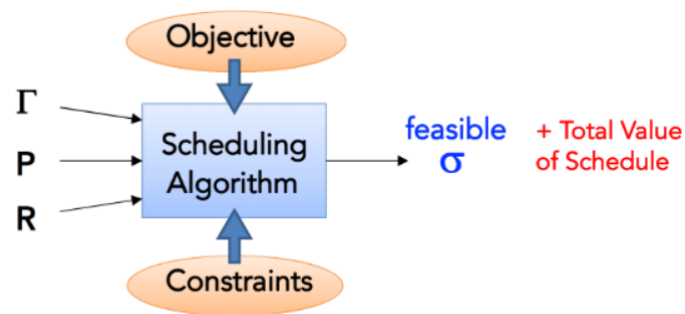 Objective
Γ
P
R
Scheduling
Algorithm
feasible
σ
+ Total Value
of Schedule
Constraints